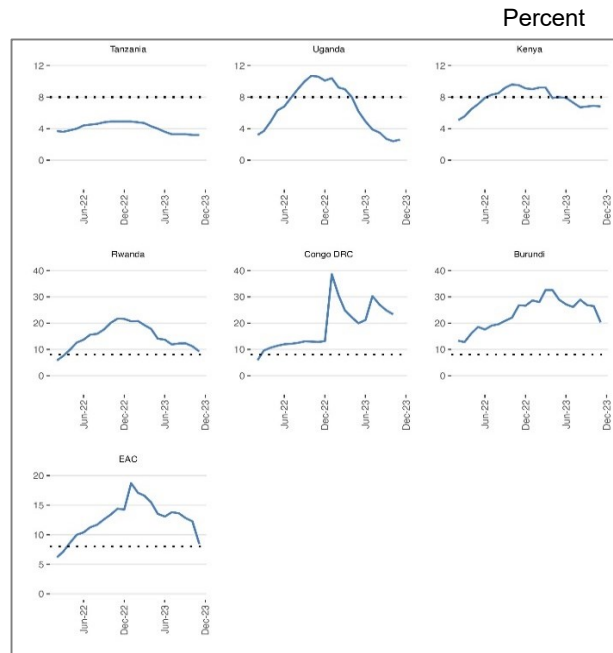 Percent
Tanzania Uganda Kenya
12 12 12
8 8 8
4 4 4
0 0 0
Jun-22 Dec-22 Jun-23 Dec-23 Jun-22 Dec-22 Jun-23 Dec-23 Jun-22 Dec-22 Jun-23 Dec-23
Rwanda Congo DRC Burundi
40 40 40
30 30 30
20 20 20
10 10 10
0 0 0
Jun-22 Dec-22 Jun-23 Dec-23 Jun-22 Dec-22 Jun-23 Dec-23 Jun-22 Dec-22 Jun-23 Dec-23
EAC
20
15
10
5
0
Jun-22 Dec-22 Jun-23 Dec-23